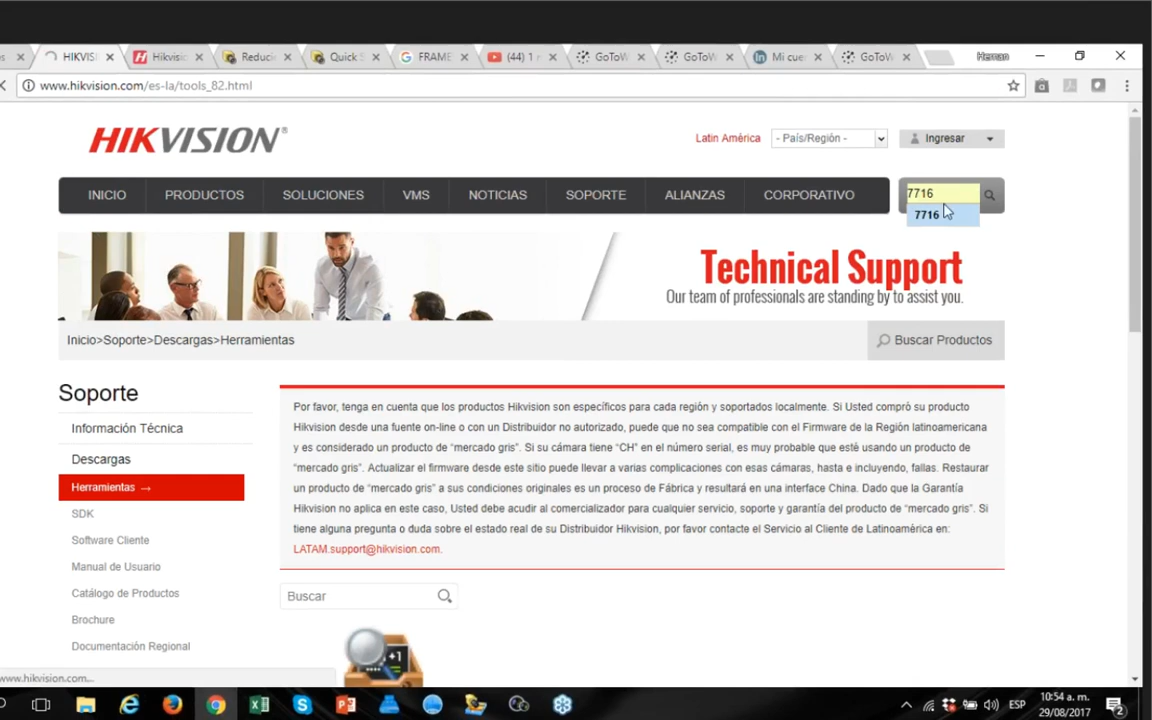 HIKVISI
Hikvisio
Reducin
Quick S
FRAME
(44) 1 r
GoToW
GoToW
Mi cuer
GoToW
Hernan
www.hikvision.com/es-la/tools_82.html
HIKVISION®
Latin América
- País/Región -
Ingresar
INICIO
PRODUCTOS
SOLUCIONES
VMS
NOTICIAS
SOPORTE
ALIANZAS
CORPORATIVO
7716
7716
Technical Support
Our team of professionals are standing by to assist you.
Inicio>Soporte>Descargas>Herramientas
Buscar Productos
Soporte
Información Técnica
Descargas
Herramientas →
SDK
Software Cliente
Manual de Usuario
Catálogo de Productos
Brochure
Documentación Regional
Por favor, tenga en cuenta que los productos Hikvision son específicos para cada región y soportados localmente. Si Usted compró su producto
Hikvision desde una fuente on-line o con un Distribuidor no autorizado, puede que no sea compatible con el Firmware de la Región latinoamericana
y es considerado un producto de “mercado gris”. Si su cámara tiene “CH” en el número serial, es muy probable que esté usando un producto de
“mercado gris”. Actualizar el firmware desde este sitio puede llevar a varias complicaciones con esas cámaras, hasta e incluyendo, fallas. Restaurar
un producto de “mercado gris” a sus condiciones originales es un proceso de Fábrica y resultará en una interface China. Dado que la Garantía
Hikvision no aplica en este caso, Usted debe acudir al comercializador para cualquier servicio, soporte y garantía del producto de “mercado gris”. Si
tiene alguna pregunta o duda sobre el estado real de su Distribuidor Hikvision, por favor contacte el Servicio al Cliente de Latinoamérica en:
LATAM.support@hikvision.com.
Buscar
+1
www.hikvision.com...
ESP
10:54 a. m.
29/08/2017
2